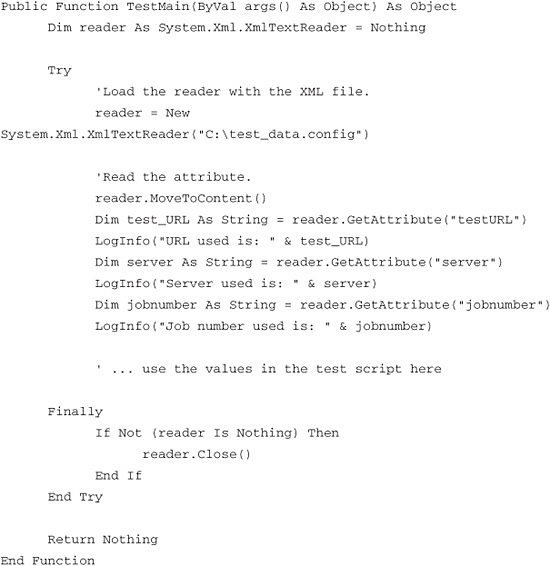 Public Function TestMain(ByVal args() As Object) As Object
Dim reader As System.Xml.XmlTextReader = Nothing
Try
'Load the reader with the XML file.
reader = New
System.Xml.XmlTextReader("C:\test_data.config")
'Read the attribute.
reader.MoveToContent()
Dim test_URL As String = reader.GetAttribute("testURL")
LogInfo("URL used is: " & test_URL)
Dim server As String = reader.GetAttribute("server")
LogInfo("Server used is: " & server)
Dim jobnumber As String = reader.GetAttribute("jobnumber")
LogInfo("Job number used is: " & jobnumber)
' ... use the values in the test script here
Finally
If Not (reader Is Nothing) Then
reader.Close()
End If
End Try
Return Nothing
End Function